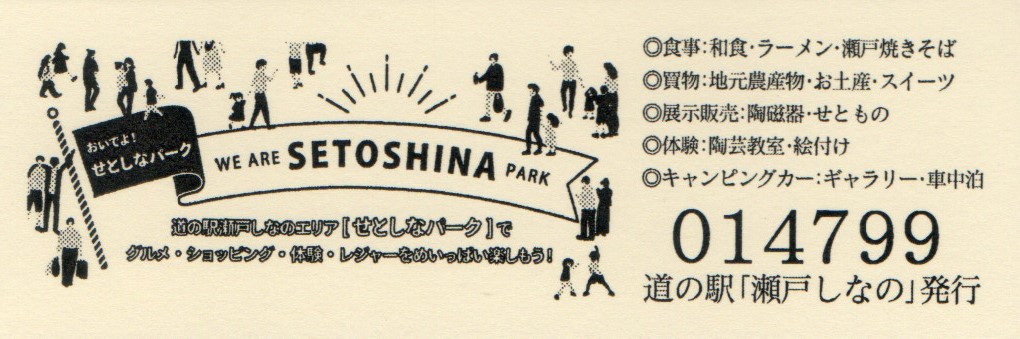 おいでよ！
せとしなパーク
WE ARE SETOSHINA PARK
道の駅瀬戸しなのエリア［せとしなパーク］で
グルメ・ショッピング・体験・レジャーをめいっぱい楽しもう！
◎食事：和食・ラーメン・瀬戸焼きそば
◎買物：地元農産物・お土産・スイーツ
◎展示販売：陶磁器・せともの
◎体験：陶芸教室・絵付け
◎キャンピングカー：ギャラリー・車中泊
014799
道の駅「瀬戸しなの」発行